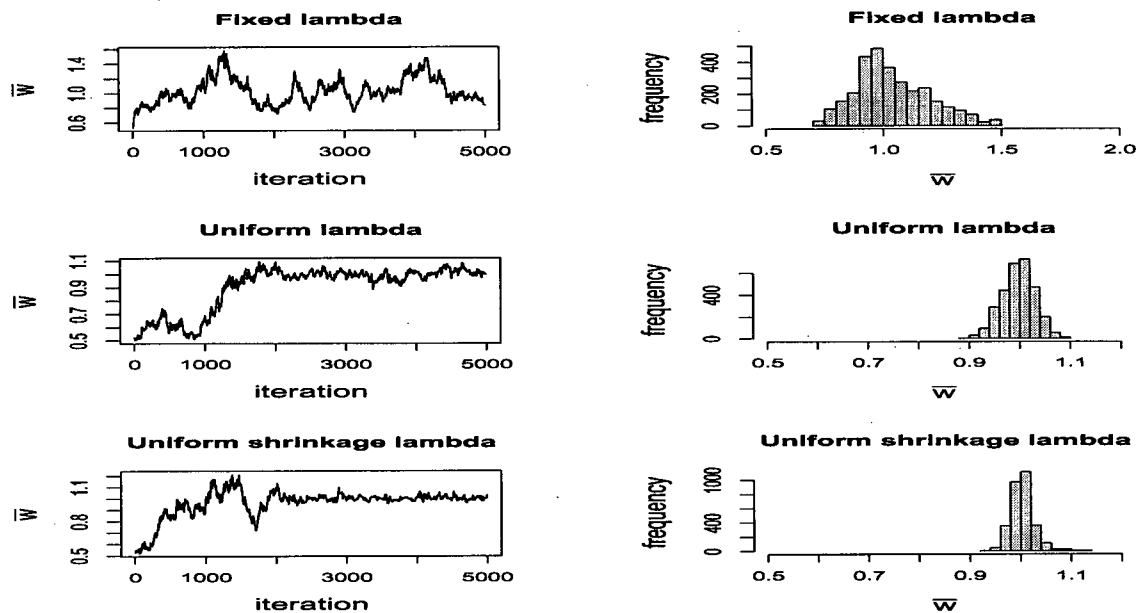 Fixed lambda
w̅
0.6 1.0 1.4
0 1000 3000 5000
iteration
Fixed lambda
frequency
0 200 400
0.5 1.0 1.5 2.0
w̅
Uniform lambda
w̅
0.5 0.7 0.9 1.1
0 1000 3000 5000
iteration
Uniform lambda
frequency
0 400
0.5 0.7 0.9 1.1
w̅
Uniform shrinkage lambda
w̅
0.5 0.8 1.1
0 1000 3000 5000
iteration
Uniform shrinkage lambda
frequency
0 400 1000
0.5 0.7 0.9 1.1
w̅